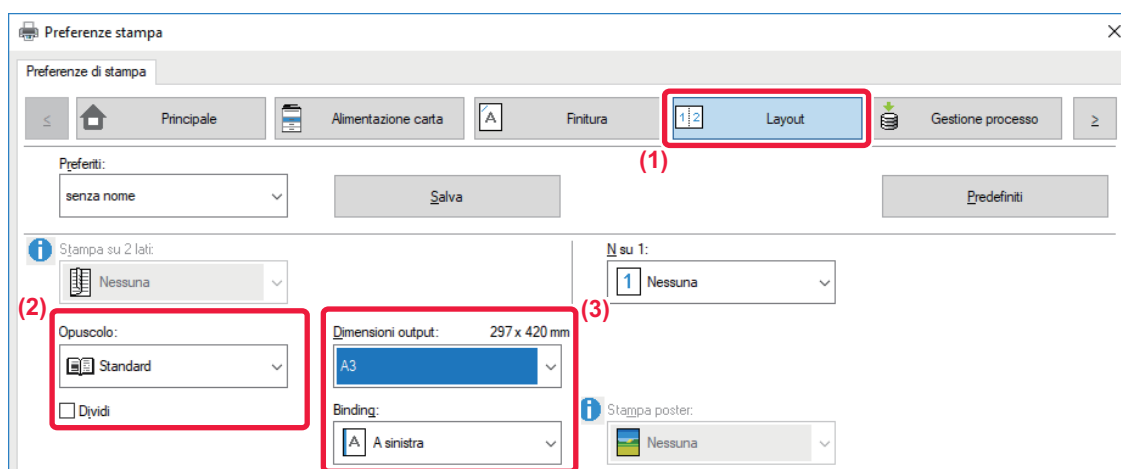 Preferenze stampa
Preferenze di stampa
< Principale Alimentazione carta A Finitura 1 2 Layout Gestione processo >
(1)
Preferiti:
senza nome Salva Predefiniti
Stampa su 2 lati: N su 1:
Nessuna 1 Nessuna
(2) (3)
Opuscolo: Dimensioni output: 297 x 420 mm
Standard A3
Dividi Binding: Stampa poster:
A A sinistra Nessuna